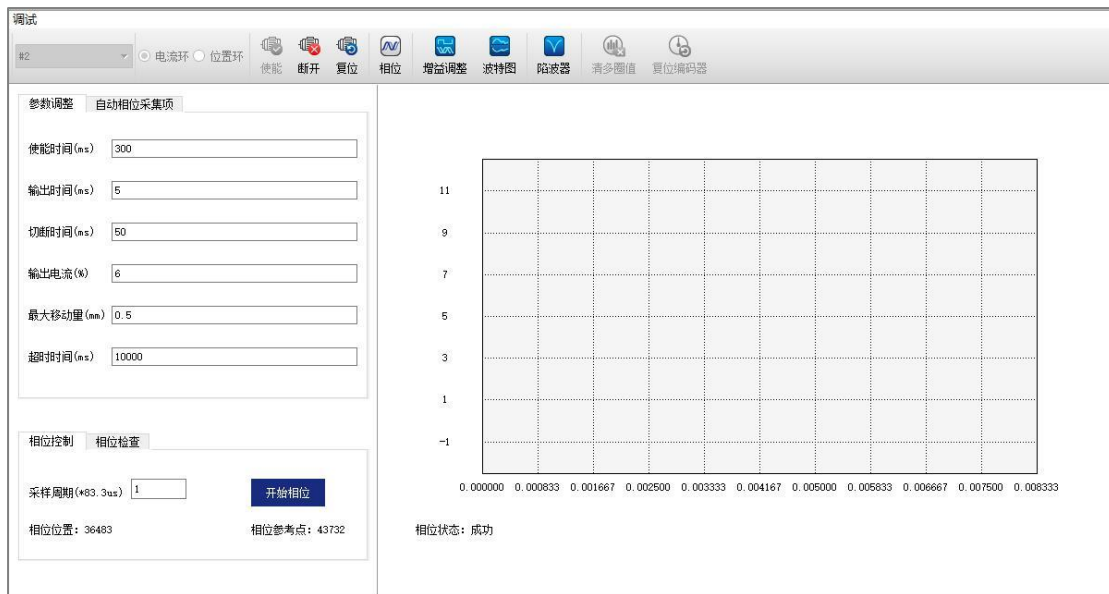 调试
#2 电流环 位置环 使能 断开 复位 相位 增益调整 波特图 陷波器 清多圈值 复位编码器
参数调整 自动相位采集项
使能时间(ms) 300
输出时间(ms) 5
切断时间(ms) 50
输出电流(%) 6
最大移动量(mm) 0.5
超时时间(ms) 10000
相位控制 相位检查
采样周期(*83.3us) 1 开始相位
相位位置: 36483 相位参考点: 43732
11
9
7
5
3
1
-1
0.000000 0.000833 0.001667 0.002500 0.003333 0.004167 0.005000 0.005833 0.006667 0.007500 0.008333
相位状态: 成功